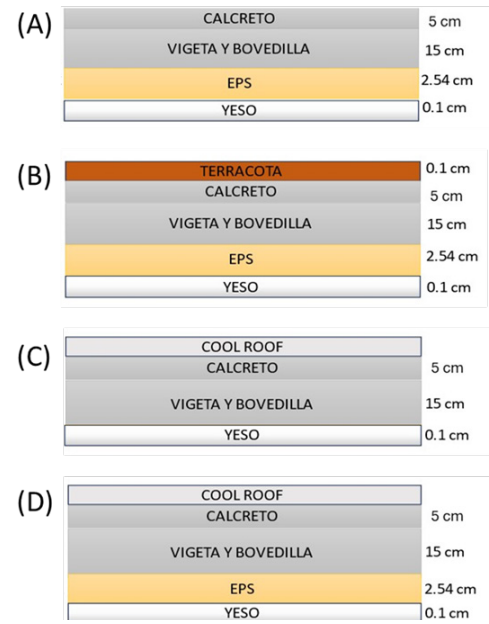 (A)
CALCRETO 5 cm
VIGETA Y BOVEDILLA 15 cm
EPS 2.54 cm
YESO 0.1 cm
(B)
TERRACOTA 0.1 cm
CALCRETO 5 cm
VIGETA Y BOVEDILLA 15 cm
EPS 2.54 cm
YESO 0.1 cm
(C)
COOL ROOF
CALCRETO 5 cm
VIGETA Y BOVEDILLA 15 cm
YESO 0.1 cm
(D)
COOL ROOF
CALCRETO 5 cm
VIGETA Y BOVEDILLA 15 cm
EPS 2.54 cm
YESO 0.1 cm